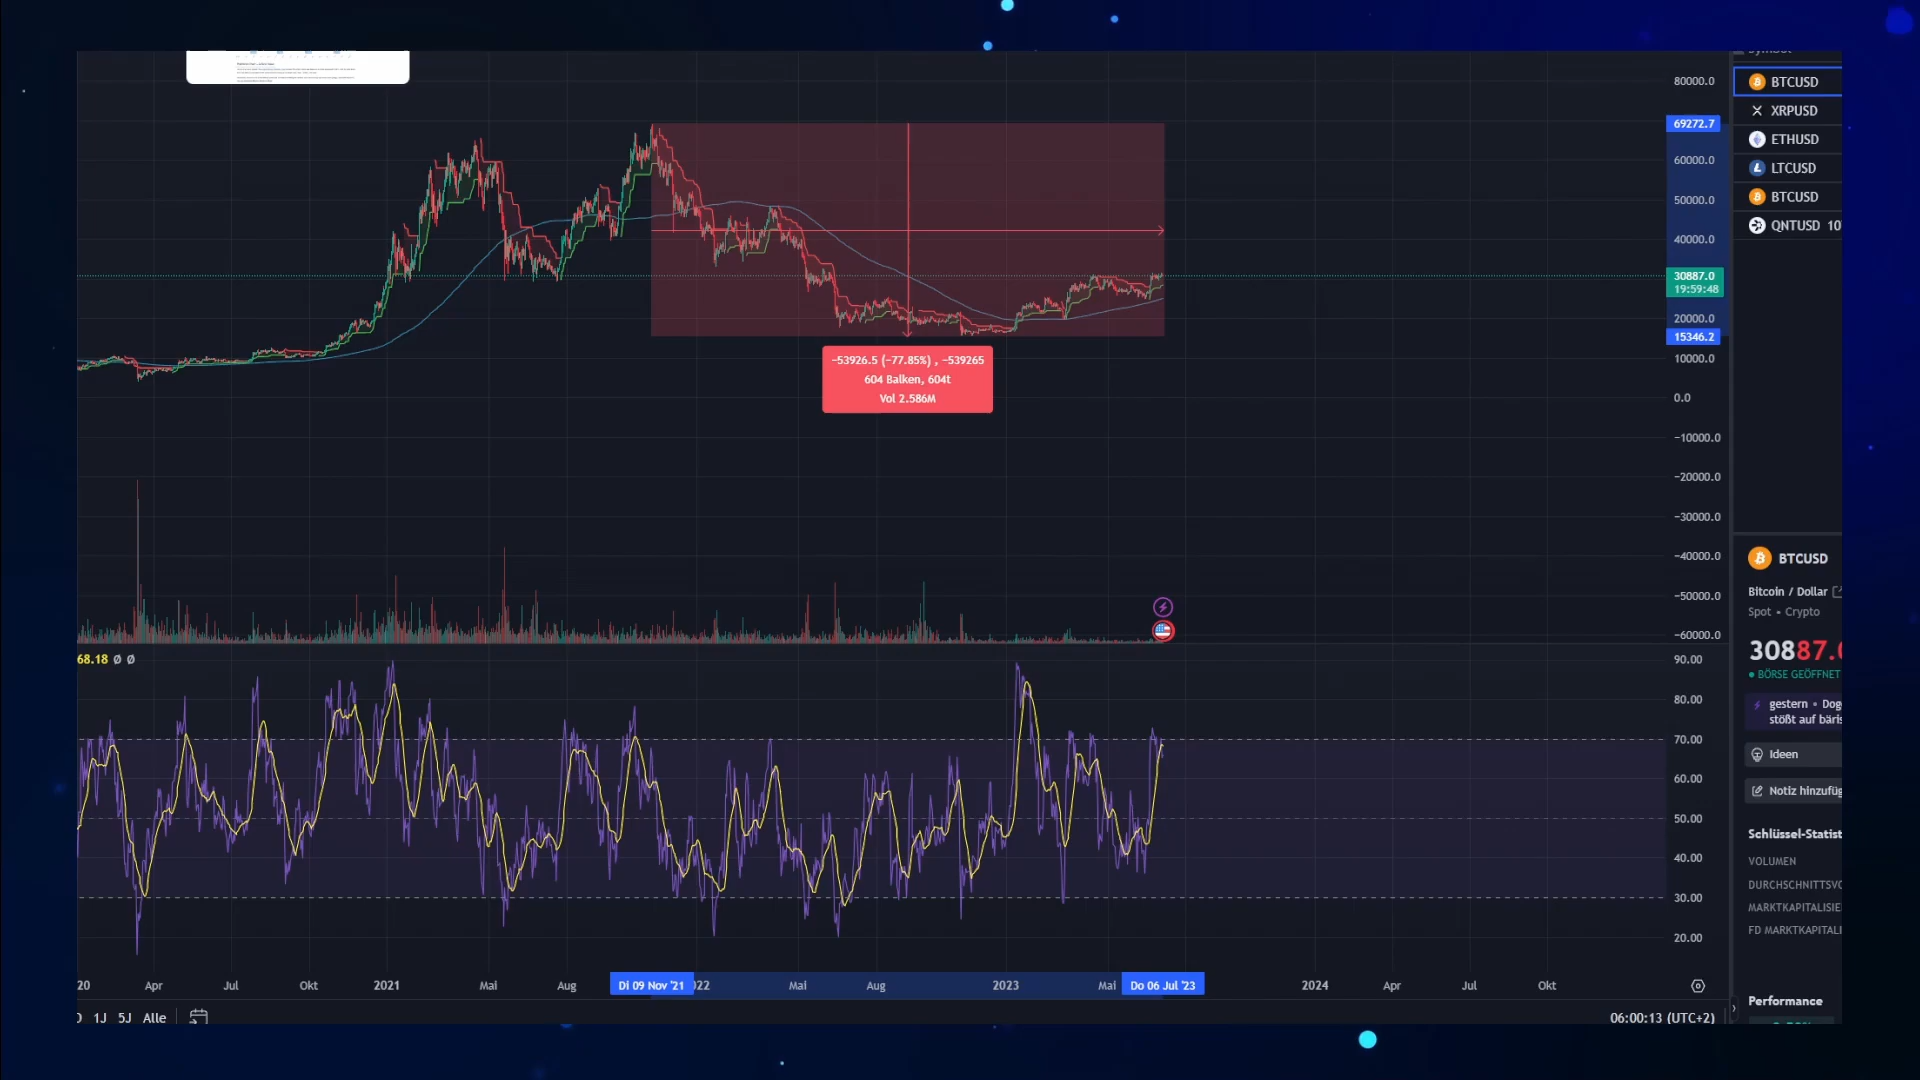 Symbol
80000.0
69272.7
60000.0
50000.0
40000.0
30887.0
19:59:48
20000.0
15346.2
10000.0
0.0
−10000.0
−20000.0
−30000.0
−40000.0
−50000.0
−60000.0
−53926.5 (−77.85%) , −539265
604 Balken, 604t
Vol 2.586M
68.18 Ø Ø
90.00
80.00
70.00
60.00
50.00
40.00
30.00
20.00
20 Apr Jul Okt 2021 Mai Aug Di 09 Nov '21 22 Mai Aug 2023 Mai Do 06 Jul '23 2024 Apr Jul Okt
1J 5J Alle
06:00:13 (UTC+2)
BTCUSD
XRPUSD
ETHUSD
LTCUSD
BTCUSD
QNTUSD 10
BTCUSD
Bitcoin / Dollar
Spot • Crypto
30887.0
BÖRSE GEÖFFNET
gestern • Dog
stößt auf bäris
Ideen
Notiz hinzufüg
Schlüssel-Statist
VOLUMEN
DURCHSCHNITTSVO
MARKTKAPITALISIE
FD MARKTKAPITALI
Performance